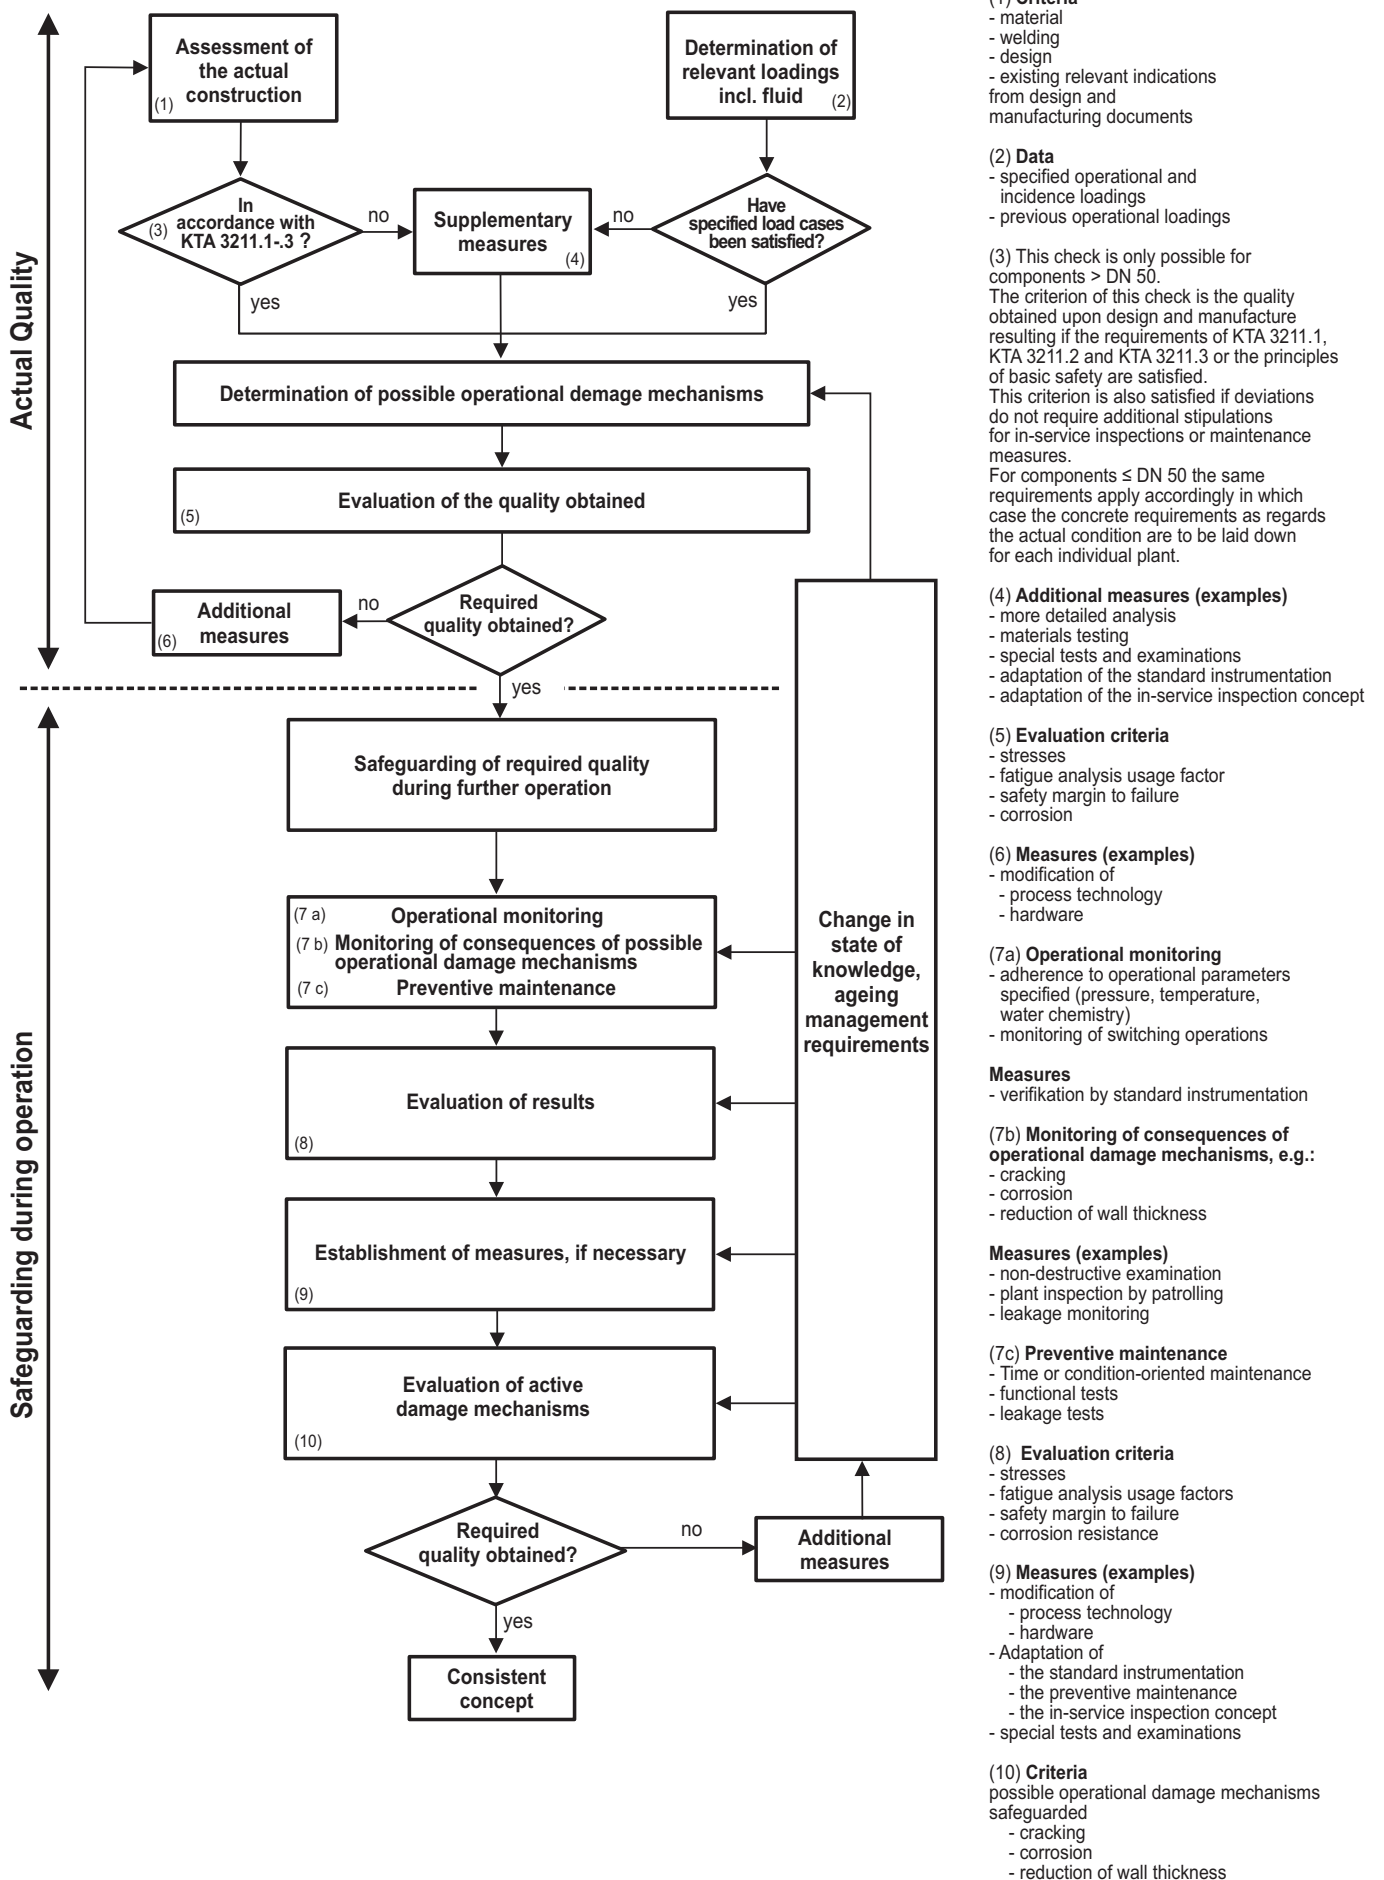 Assessment of
the actual
construction
(1)
Determination of
relevant loadings
incl. fluid
(2)
In
accordance with
(3)
KTA 3211.1-.3 ?
no
Supplementary
measures
(4)
no
Have
specified load cases
been satisfied?
yes
yes
Determination of possible operational damage mechanisms
Evaluation of the quality obtained
(5)
Required
quality obtained?
no
Additional
measures
(6)
yes
Actual Quality
Safeguarding of required quality
during further operation
(7 a)
Operational monitoring
(7 b)
Monitoring of consequences of possible
operational damage mechanisms
(7 c)
Preventive maintenance
Evaluation of results
(8)
Establishment of measures, if necessary
(9)
Evaluation of active
damage mechanisms
(10)
Change in
state of
knowledge,
ageing
management
requirements
Required
quality obtained?
no
Additional
measures
yes
Consistent
concept
Safeguarding during operation
(1) Criteria
- material
- welding
- design
- existing relevant indications
from design and
manufacturing documents
(2) Data
- specified operational and
incidence loadings
- previous operational loadings
(3) This check is only possible for
components > DN 50.
The criterion of this check is the quality
obtained upon design and manufacture
resulting if the requirements of KTA 3211.1,
KTA 3211.2 and KTA 3211.3 or the principles
of basic safety are satisfied.
This criterion is also satisfied if deviations
do not require additional stipulations
for in-service inspections or maintenance
measures.
For components ≤ DN 50 the same
requirements apply accordingly in which
case the concrete requirements as regards
the actual condition are to be laid down
for each individual plant.
(4) Additional measures (examples)
- more detailed analysis
- materials testing
- special tests and examinations
- adaptation of the standard instrumentation
- adaptation of the in-service inspection concept
(5) Evaluation criteria
- stresses
- fatigue analysis usage factor
- safety margin to failure
- corrosion
(6) Measures (examples)
- modification of
- process technology
- hardware
(7a) Operational monitoring
- adherence to operational parameters
specified (pressure, temperature,
water chemistry)
- monitoring of switching operations
Measures
- verifikation by standard instrumentation
(7b) Monitoring of consequences of
operational damage mechanisms, e.g.:
- cracking
- corrosion
- reduction of wall thickness
Measures (examples)
- non-destructive examination
- plant inspection by patrolling
- leakage monitoring
(7c) Preventive maintenance
- Time or condition-oriented maintenance
- functional tests
- leakage tests
(8) Evaluation criteria
- stresses
- fatigue analysis usage factors
- safety margin to failure
- corrosion resistance
(9) Measures (examples)
- modification of
- process technology
- hardware
- Adaptation of
- the standard instrumentation
- the preventive maintenance
- the in-service inspection concept
- special tests and examinations
(10) Criteria
possible operational damage mechanisms
safeguarded
- cracking
- corrosion
- reduction of wall thickness